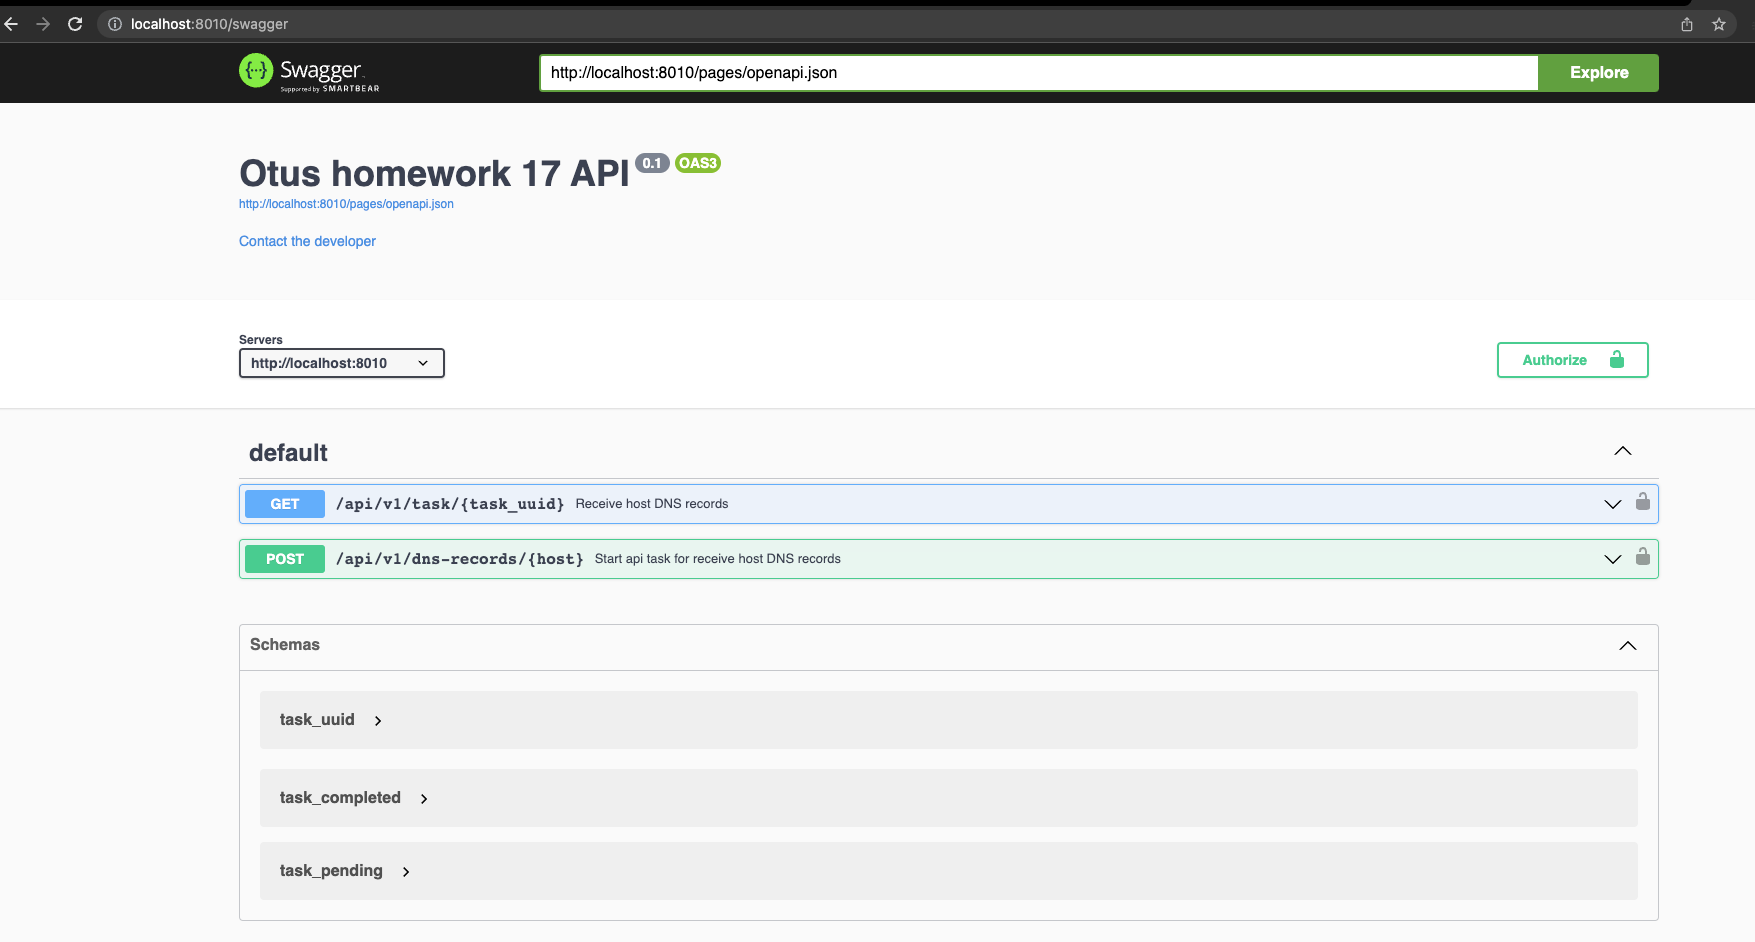 localhost:8010/swagger
{...} Swagger.
Supported by SMARTBEAR
http://localhost:8010/pages/openapi.json
Explore
Otus homework 17 API 0.1 OAS3
http://localhost:8010/pages/openapi.json
Contact the developer
Servers
http://localhost:8010
Authorize
default
GET /api/v1/task/{task_uuid} Receive host DNS records
POST /api/v1/dns-records/{host} Start api task for receive host DNS records
Schemas
task_uuid
task_completed
task_pending